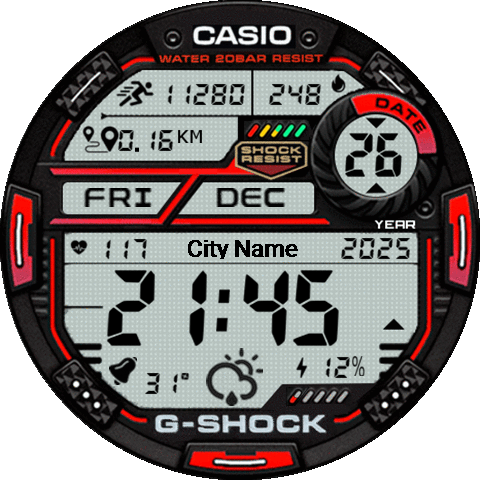 CASIO
WATER 20BAR RESIST
11280 248
0.16 KM
SHOCK
RESIST
DATE
26
FRI DEC
YEAR
117 City Name 2025
21:45
31° 12%
G-SHOCK